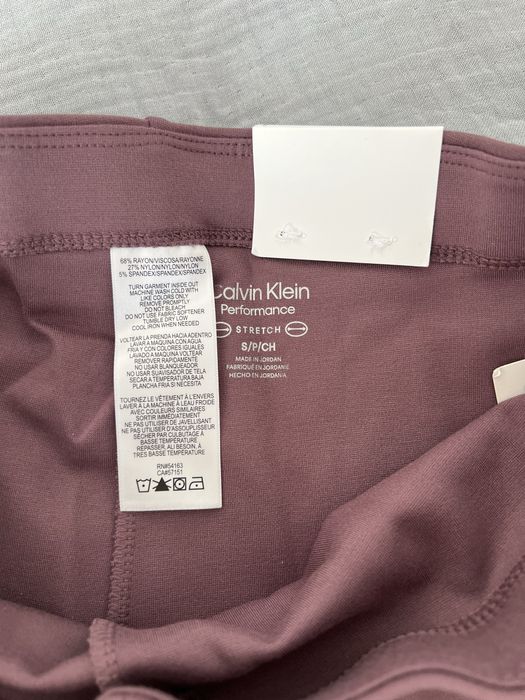 68% RAYON/VISCOSA/RAYONNE
27% NYLON/NYLON/NYLON
5% SPANDEX/SPANDEX/SPANDEX
TURN GARMENT INSIDE OUT
MACHINE WASH COLD WITH
LIKE COLORS ONLY
REMOVE PROMPTLY
DO NOT BLEACH
DO NOT USE FABRIC SOFTENER
TUMBLE DRY LOW
COOL IRON WHEN NEEDED
VOLTEAR LA PRENDA HACIA ADENTRO
LAVAR A MAQUINA CON AGUA
FRIA Y CON COLORES IGUALES
LAVADO A MAQUINA VOLTEAR
REMOVER RAPIDAMENTE
NO USAR BLANQUEADOR
NO USAR SUAVIZADOR DE TELA
SECAR A TEMPERATURA BAJA
PLANCHA FRIA SI NECESITA
TOURNEZ LE VÊTEMENT À L'ENVERS
LAVER À LA MACHINE À L'EAU FROIDE
AVEC COULEURS SIMILAIRES
SORTIR IMMÉDIATEMENT
NE PAS UTILISER DE JAVELLISANT
NE PAS UTILISER D'ASSOUPLISSEUR
SÉCHER PAR CULBUTAGE À
BASSE TEMPÉRATURE
REPASSER, AU BESOIN, À
TRÈS BASSE TEMPÉRATURE
RN#54163
CA#57151
Calvin Klein
Performance
STRETCH
S/P/CH
MADE IN JORDAN
FABRIQUE EN JORDANIE
HECHO EN JORDANIA